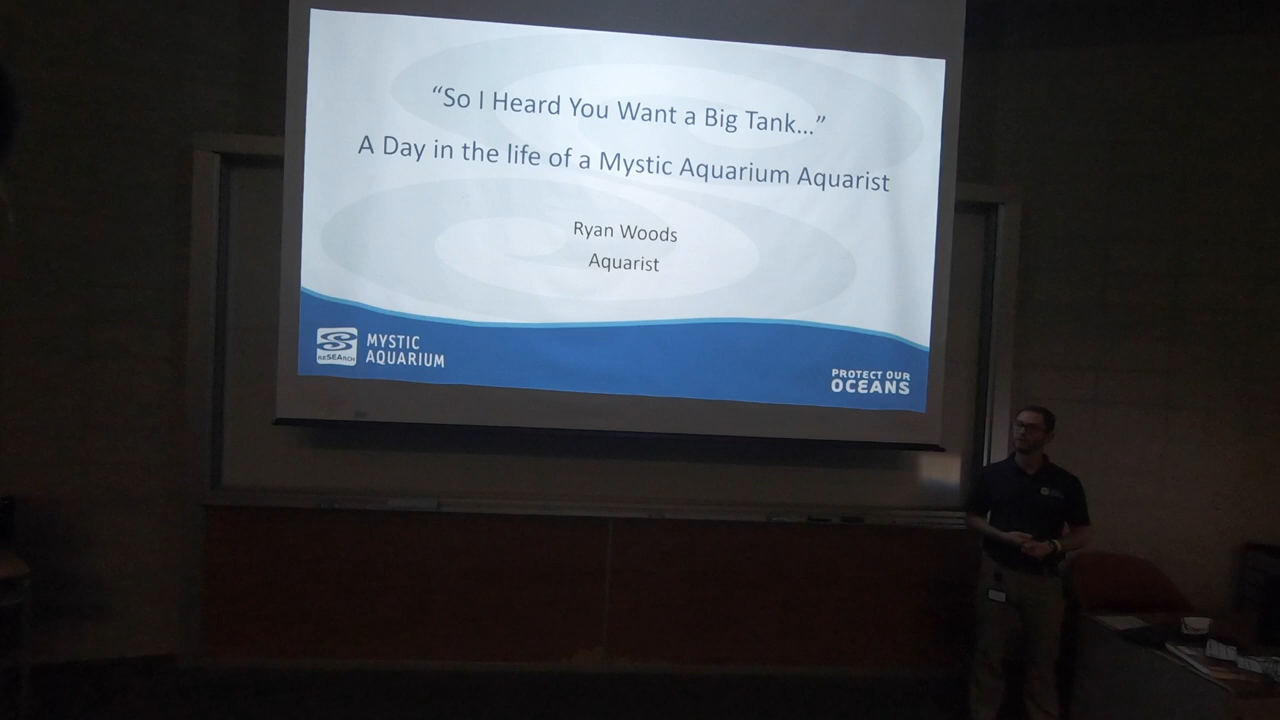 “So I Heard You Want a Big Tank...”
A Day in the life of a Mystic Aquarium Aquarist
Ryan Woods
Aquarist
reSEArch
MYSTIC
AQUARIUM
PROTECT OUR
OCEANS